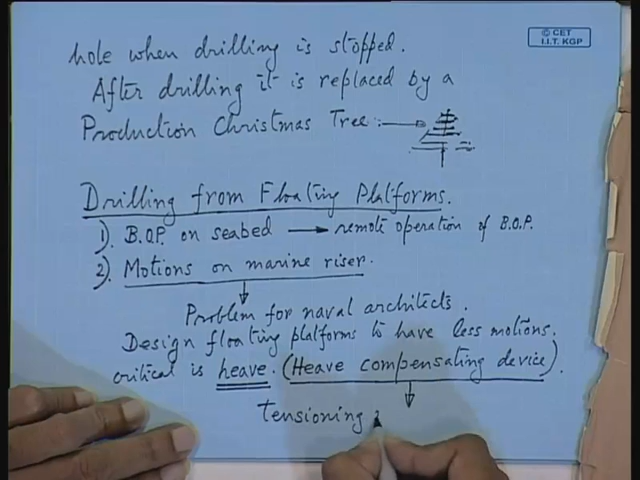 © CET
I.I.T. KGP
hole when drilling is stopped.
After drilling it is replaced by a
Production Christmas Tree :
Drilling from Floating Platforms.
1). B.O.P. on seabed → remote operation of B.O.P.
2). Motions on marine riser.
Problem for naval architects.
Design floating platforms to have less motions.
critical is heave. (Heave compensating device).
Tensioning